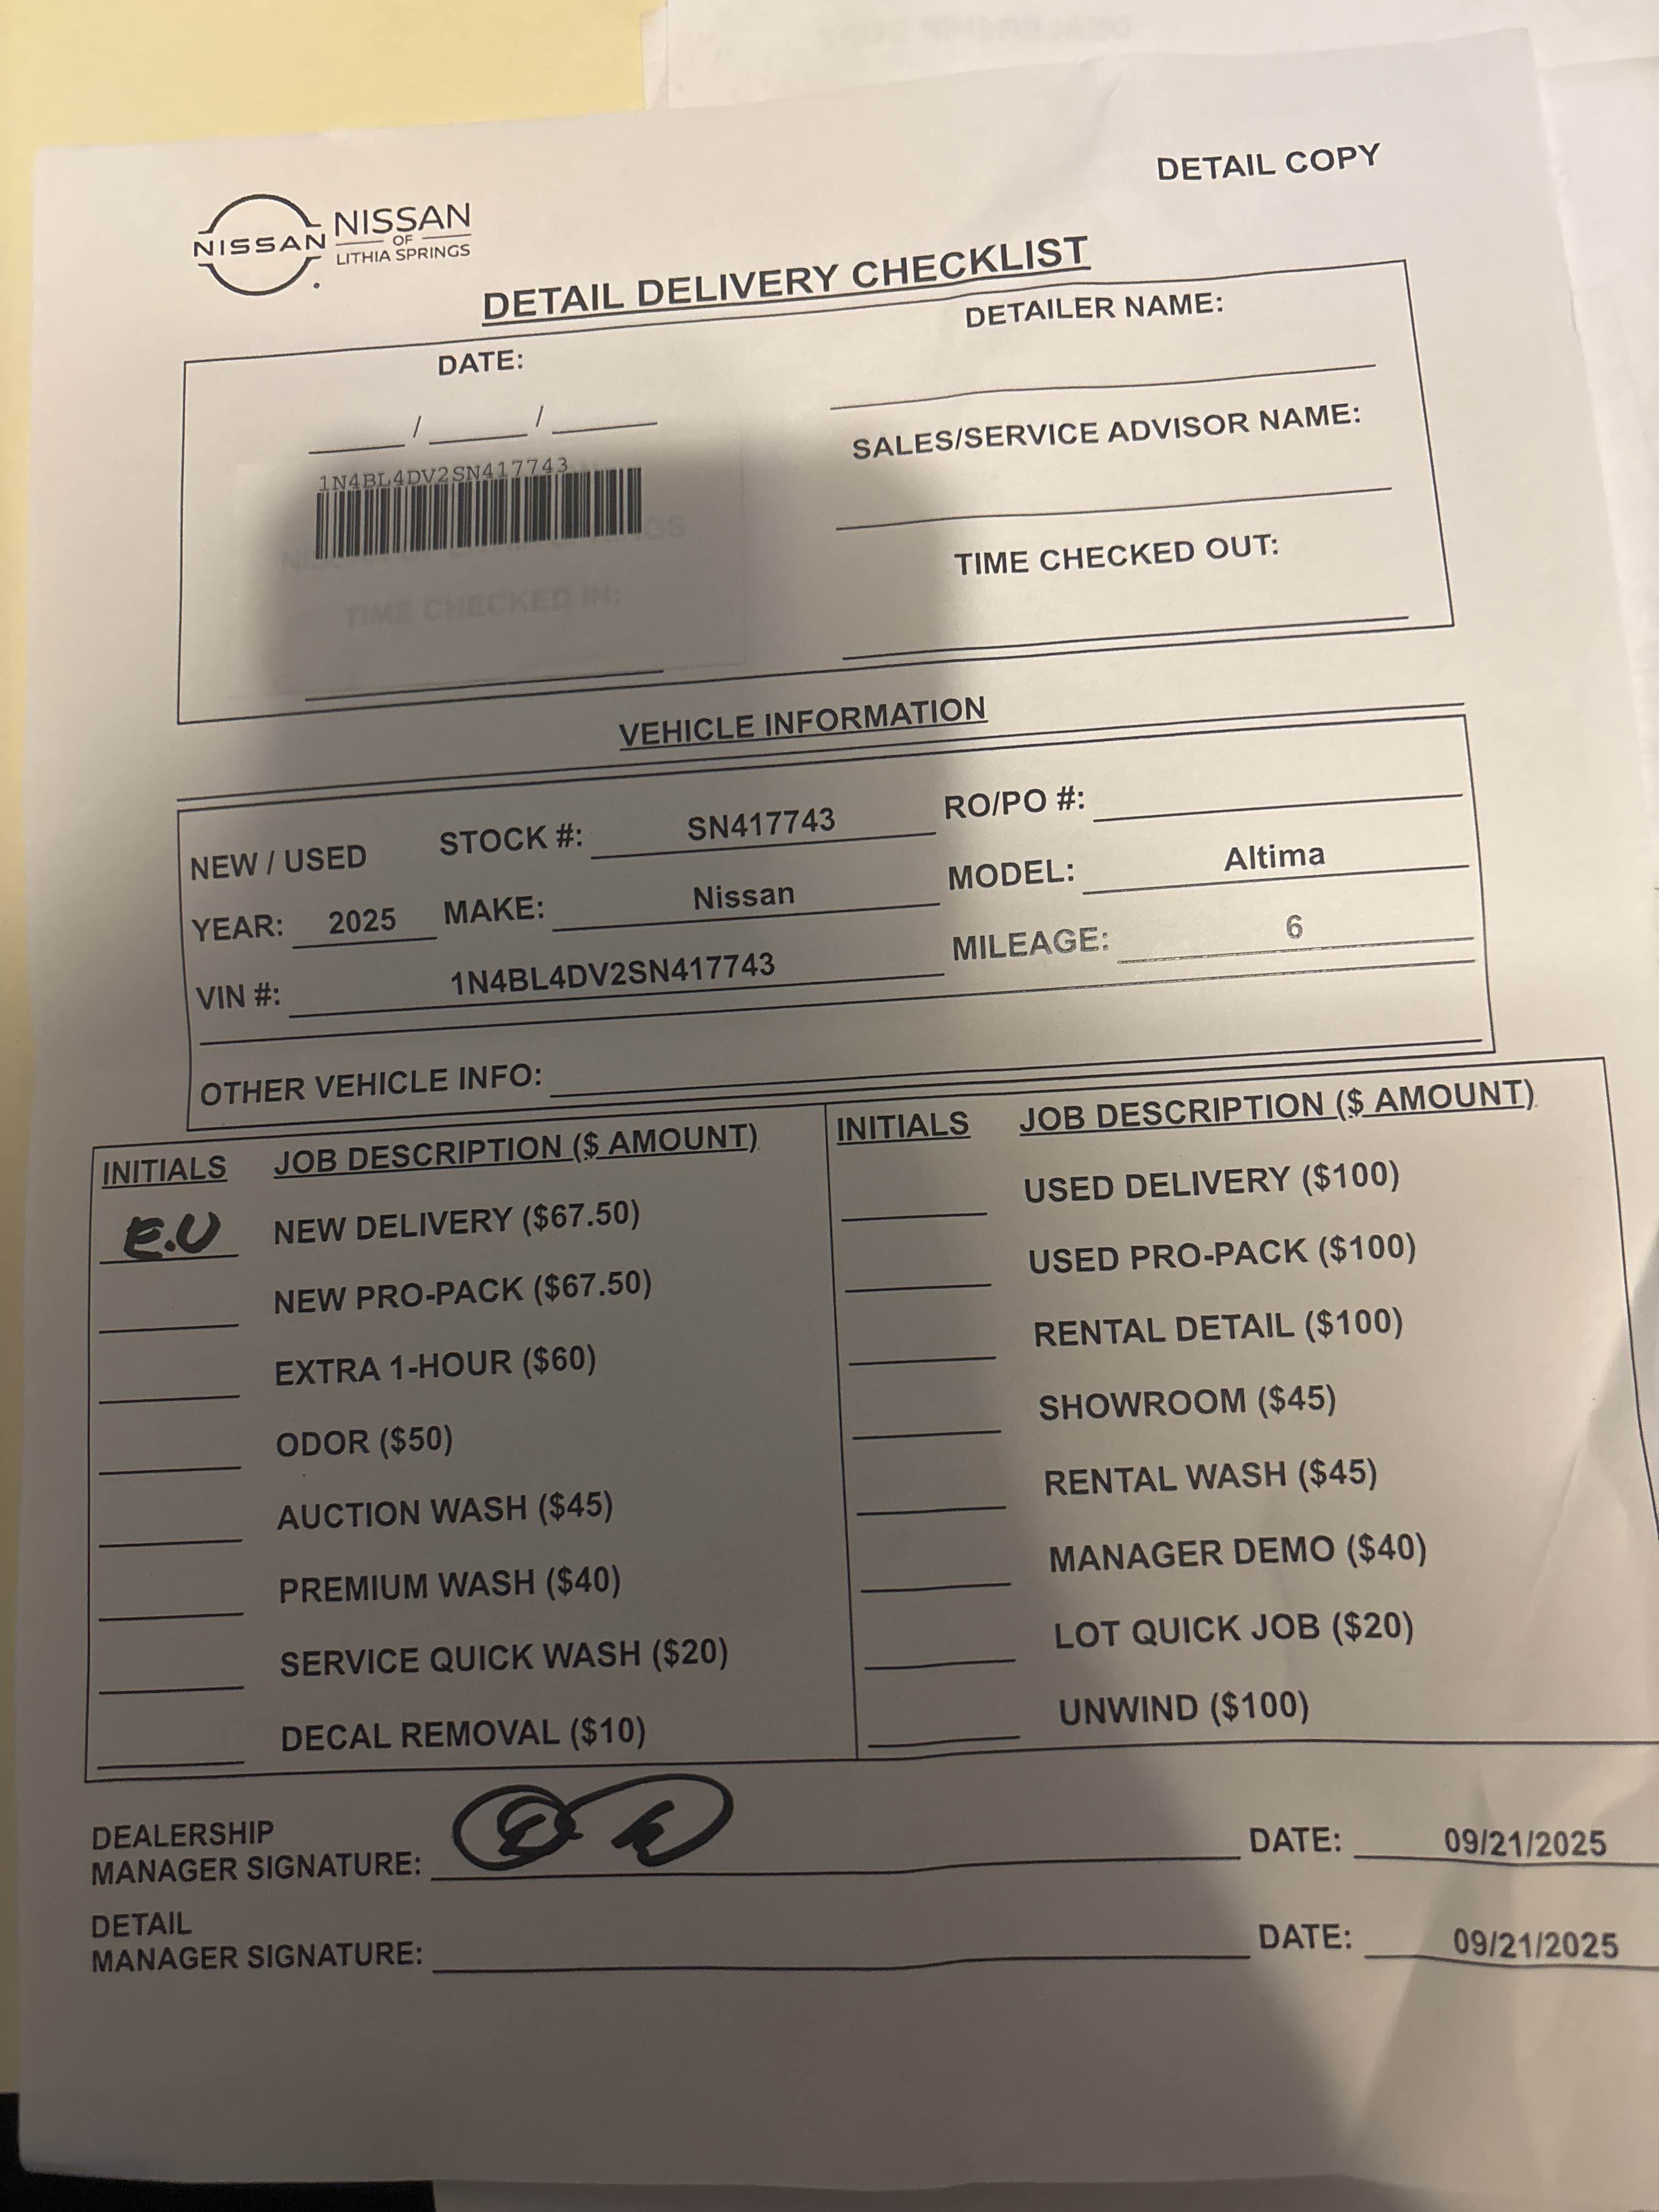 DETAIL COPY
NISSAN
NISSAN
OF
LITHIA SPRINGS
DETAIL DELIVERY CHECKLIST
DATE:
___/___/___
1N4BL4DV2SN417743
TIME CHECKED IN:
DETAILER NAME:
SALES/SERVICE ADVISOR NAME:
TIME CHECKED OUT:
VEHICLE INFORMATION
NEW / USED STOCK #: SN417743 RO/PO #:
YEAR: 2025 MAKE: Nissan MODEL: Altima
VIN #: 1N4BL4DV2SN417743 MILEAGE: 6
OTHER VEHICLE INFO:
INITIALS JOB DESCRIPTION ($ AMOUNT)
E.U NEW DELIVERY ($67.50)
NEW PRO-PACK ($67.50)
EXTRA 1-HOUR ($60)
ODOR ($50)
AUCTION WASH ($45)
PREMIUM WASH ($40)
SERVICE QUICK WASH ($20)
DECAL REMOVAL ($10)
INITIALS JOB DESCRIPTION ($ AMOUNT)
USED DELIVERY ($100)
USED PRO-PACK ($100)
RENTAL DETAIL ($100)
SHOWROOM ($45)
RENTAL WASH ($45)
MANAGER DEMO ($40)
LOT QUICK JOB ($20)
UNWIND ($100)
DEALERSHIP
MANAGER SIGNATURE: DATE: 09/21/2025
DETAIL
MANAGER SIGNATURE: DATE: 09/21/2025